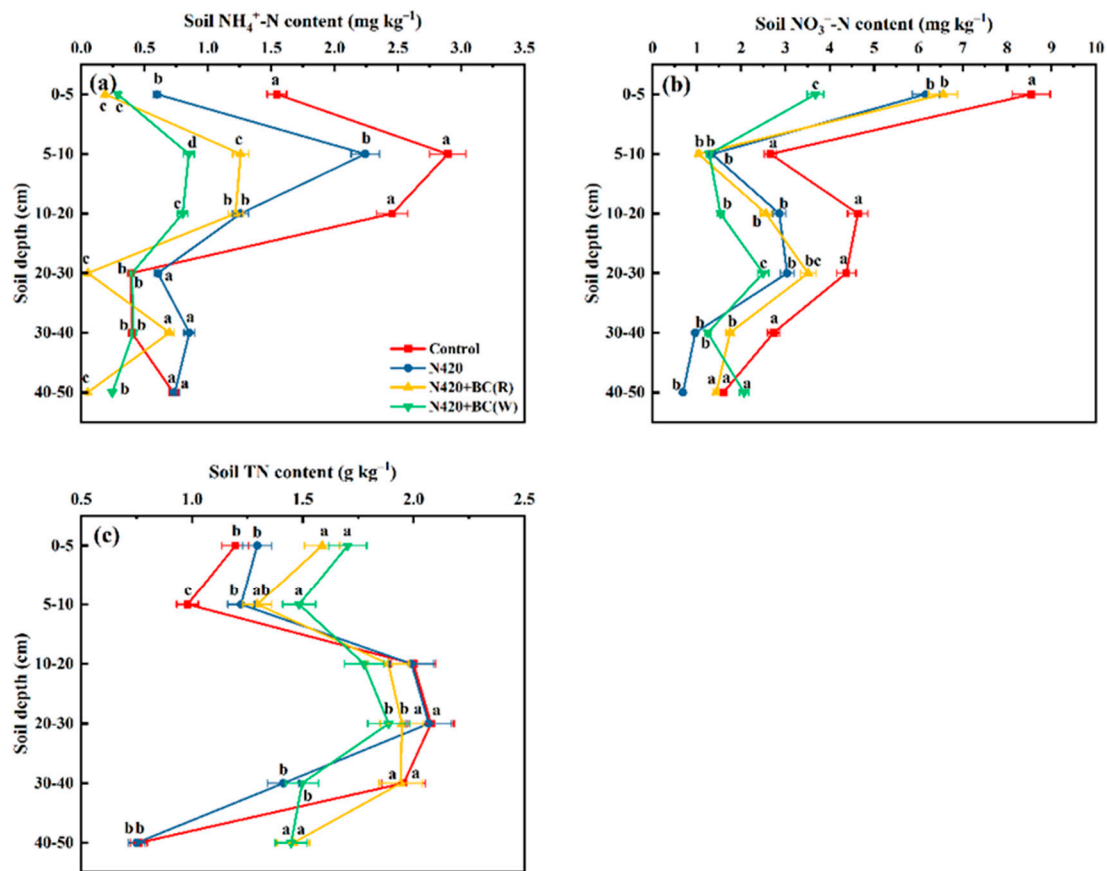 Soil NH₄⁺-N content (mg kg⁻¹)
0.0 0.5 1.0 1.5 2.0 2.5 3.0 3.5
(a)
Soil depth (cm)
0-5
5-10
10-20
20-30
30-40
40-50
c c b a
d c b a
c b b a
c b b a
b b a a
c b a a
Control
N420
N420+BC(R)
N420+BC(W)
Soil NO₃⁻-N content (mg kg⁻¹)
0 1 2 3 4 5 6 7 8 9 10
(b)
Soil depth (cm)
0-5
5-10
10-20
20-30
30-40
40-50
c b b a
b b b a
b b b a
c b bc a
b b b a
b a a a
Soil TN content (g kg⁻¹)
0.5 1.0 1.5 2.0 2.5
(c)
Soil depth (cm)
0-5
5-10
10-20
20-30
30-40
40-50
b b a a
c b ab a
b b a a
b b a a
b b a a